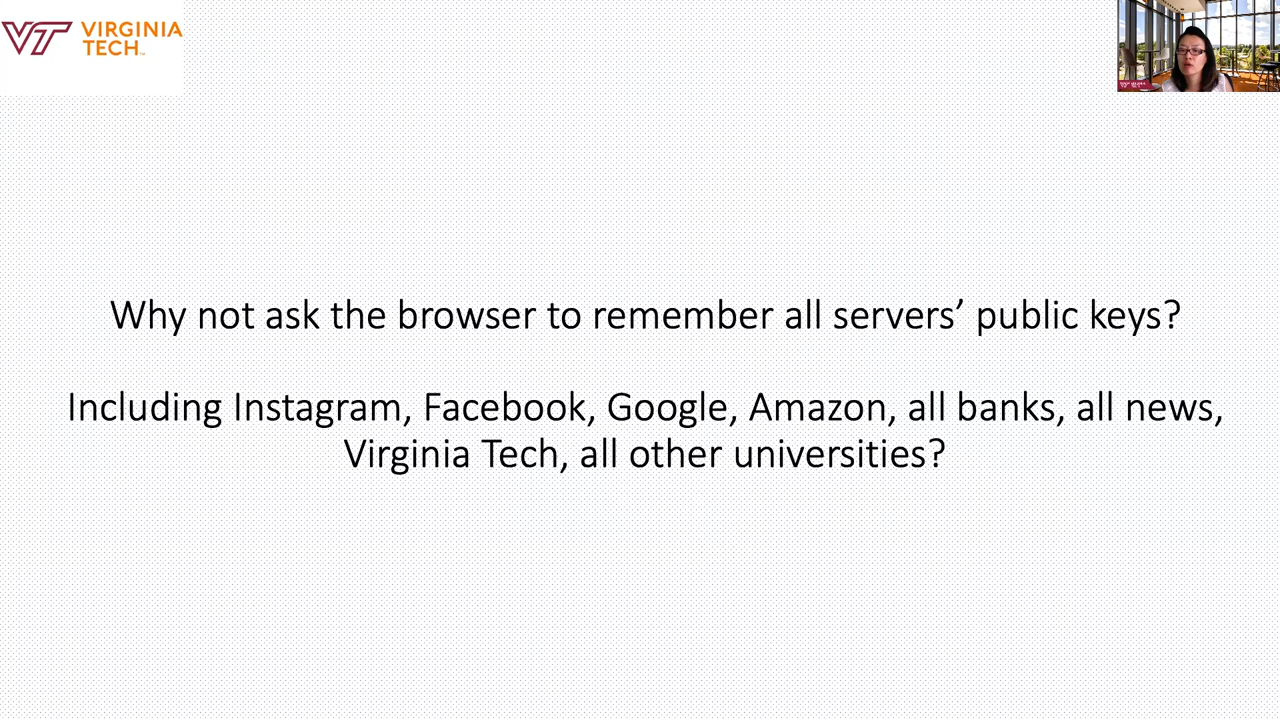 VIRGINIA
TECH
Why not ask the browser to remember all servers’ public keys?
Including Instagram, Facebook, Google, Amazon, all banks, all news,
Virginia Tech, all other universities?